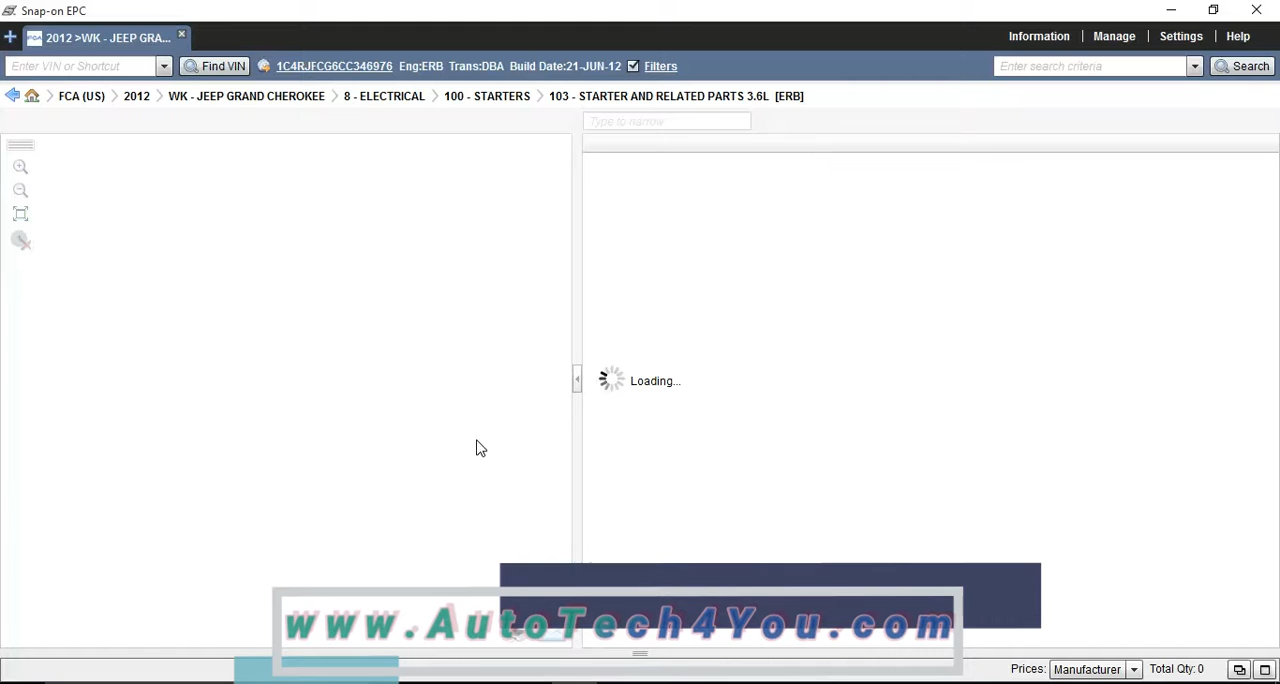 Snap-on EPC
FCA 2012 >WK - JEEP GRA...
Information | Manage | Settings | Help
Enter VIN or Shortcut Find VIN 1C4RJFCG6CC346976 Eng:ERB Trans:DBA Build Date:21-JUN-12 Filters Enter search criteria Search
FCA (US) 2012 WK - JEEP GRAND CHEROKEE 8 - ELECTRICAL 100 - STARTERS 103 - STARTER AND RELATED PARTS 3.6L [ERB]
Type to narrow
Loading...
www.AutoTech4You.com
Prices: Manufacturer Total Qty: 0